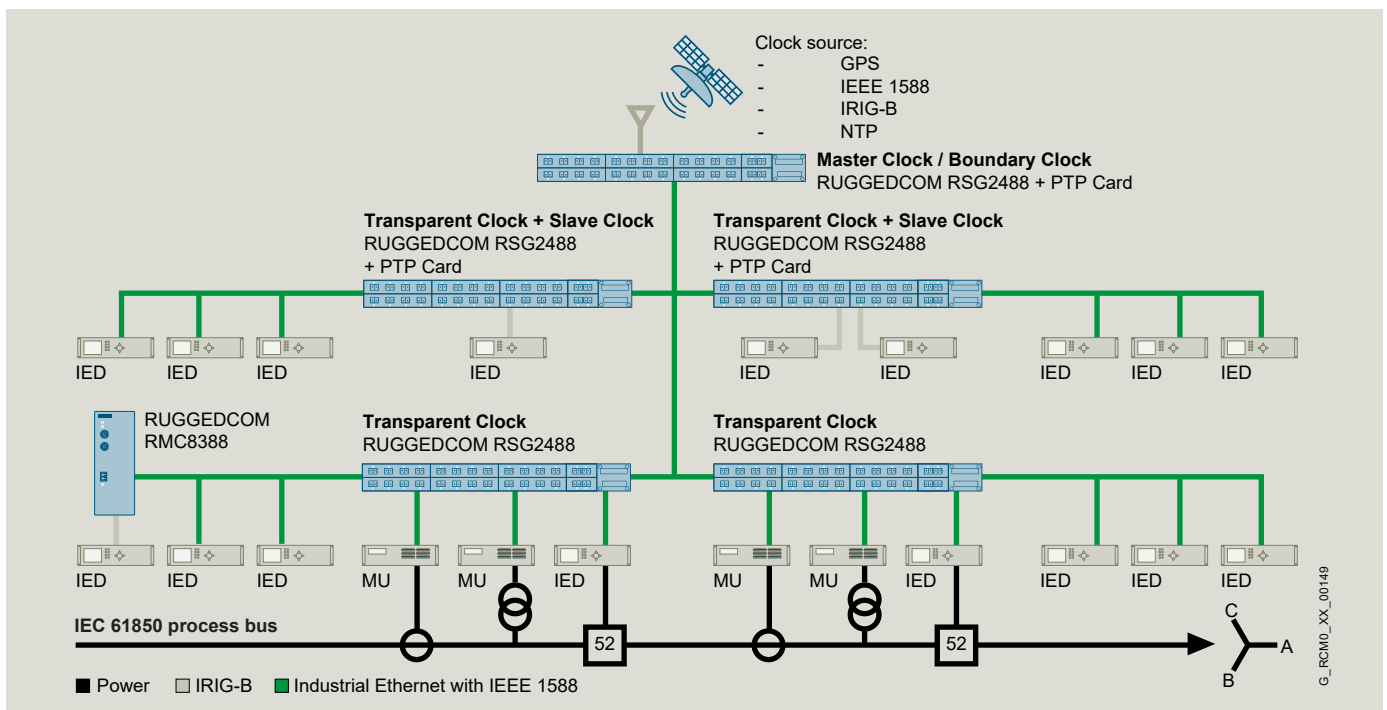 Clock source:
- GPS
- IEEE 1588
- IRIG-B
- NTP
Master Clock / Boundary Clock
RUGGEDCOM RSG2488 + PTP Card
Transparent Clock + Slave Clock
RUGGEDCOM RSG2488
+ PTP Card
Transparent Clock + Slave Clock
RUGGEDCOM RSG2488
+ PTP Card
IED IED IED IED IED IED IED IED IED
RUGGEDCOM
RMC8388
Transparent Clock
RUGGEDCOM RSG2488
Transparent Clock
RUGGEDCOM RSG2488
IED IED IED MU MU IED MU MU IED IED IED IED
IEC 61850 process bus
52
52
C
A
B
Power IRIG-B Industrial Ethernet with IEEE 1588
G_RCM0_XX_00149